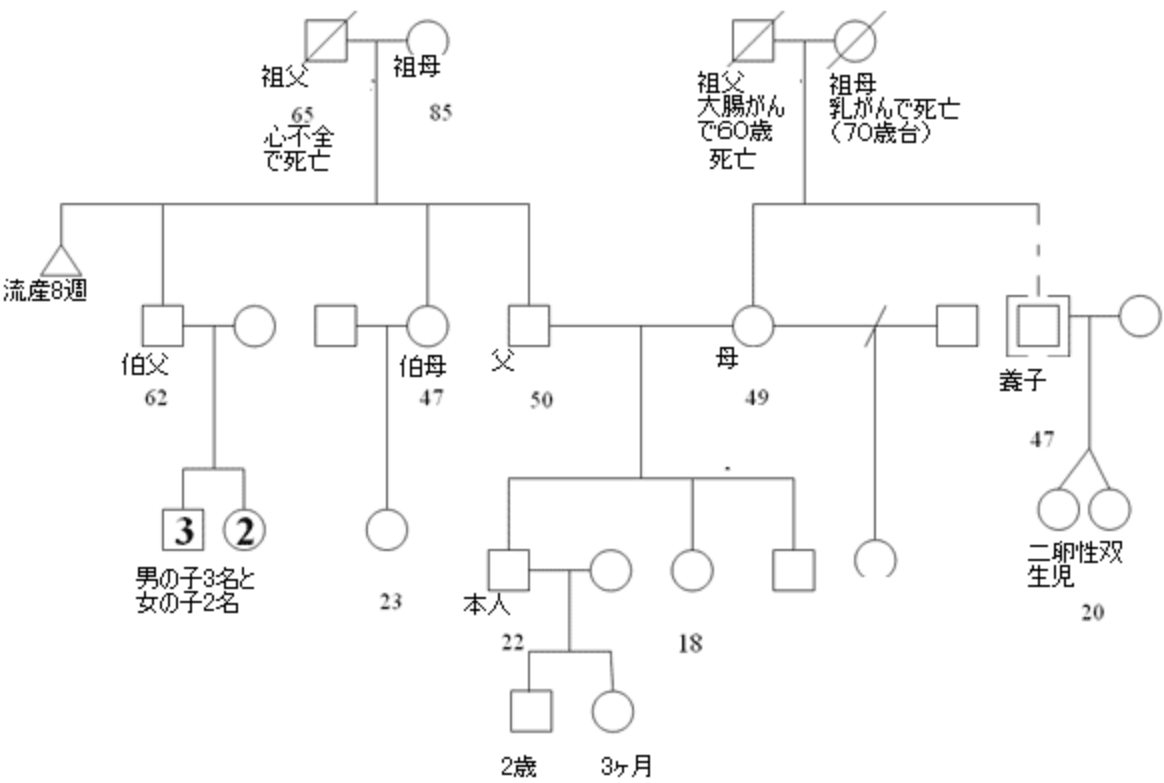 祖父
65
心不全
で死亡
祖母
85
祖父
大腸がん
で60歳
死亡
祖母
乳がんで死亡
(70歳台)
流産8週
伯父
62
伯母
47
父
50
母
49
養子
47
3
2
男の子3名と
女の子2名
23
本人
22
18
二卵性双
生児
20
2歳
3ヶ月